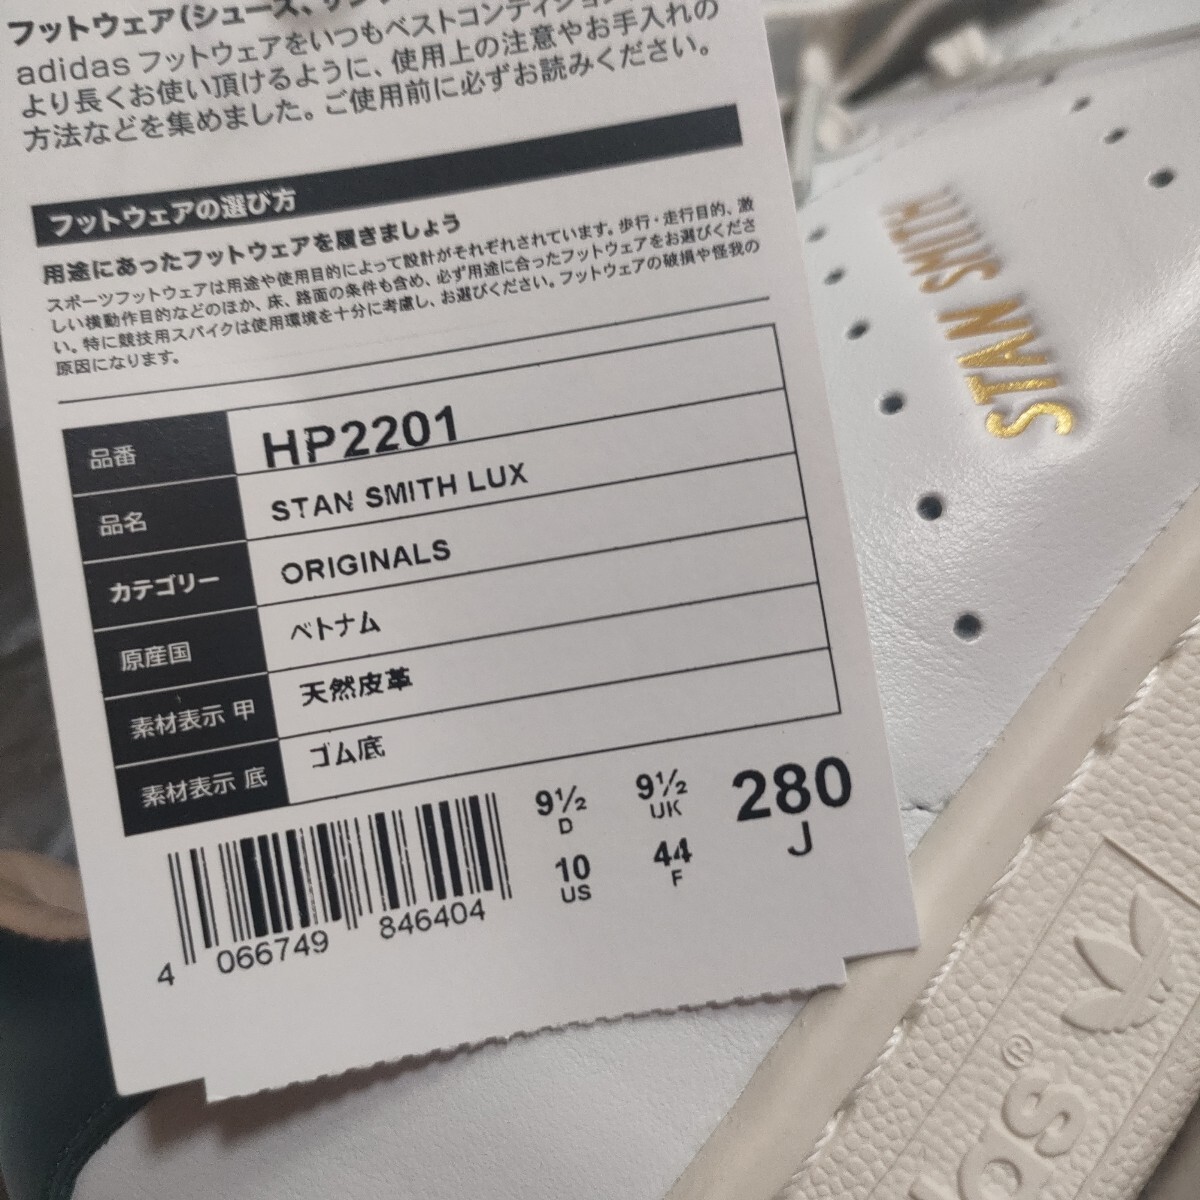 フットウェア(シューズ、サンダ
adidas フットウェアをいつもベストコンディション
より長くお使い頂けるように、使用上の注意やお手入れの
方法などを集めました。ご使用前に必ずお読みください。
フットウェアの選び方
用途にあったフットウェアを履きましょう
スポーツフットウェアは用途や使用目的によって設計がそれぞれされています。歩行・走行目的、激
しい横動作目的などのほか、床、路面の条件も含め、必ず用途に合ったフットウェアをお選びくださ
い。特に競技用スパイクは使用環境を十分に考慮し、お選びください。フットウェアの破損や怪我の
原因になります。
品番 HP2201
品名 STAN SMITH LUX
カテゴリー ORIGINALS
原産国 ベトナム
素材表示 甲 天然皮革
素材表示 底 ゴム底
9½ 9½ 280
D UK J
10 44
US F
4 066749 846404
STAN SMITH
das®